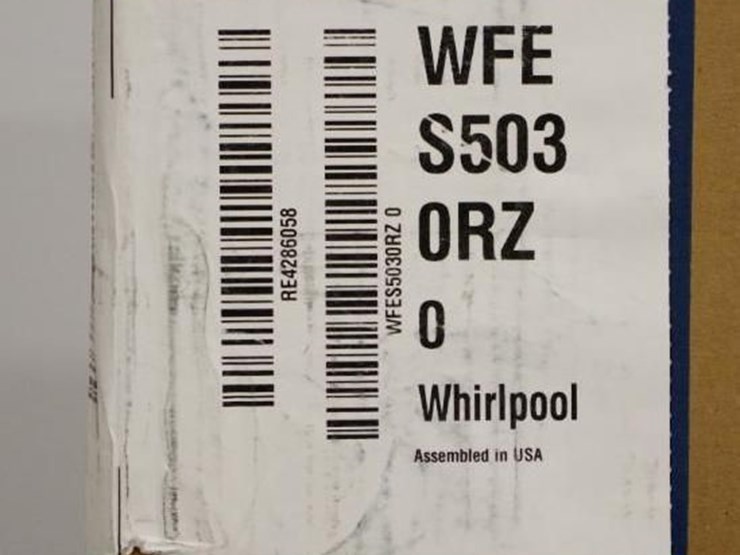 WFE
S503
0RZ
0
Whirlpool
Assembled in USA
RE4286058
WFES5030RZ 0